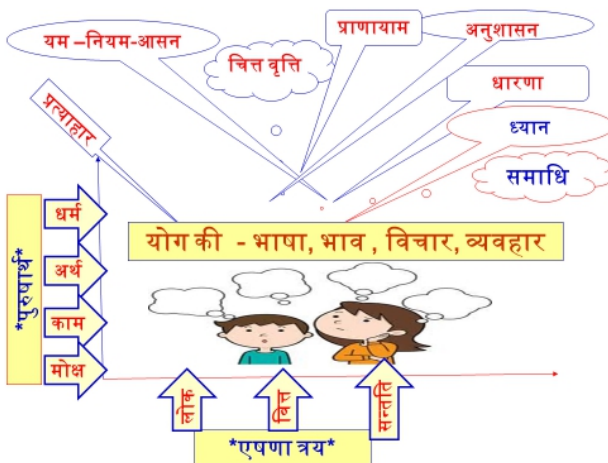 यम –नियम-आसन
चित्त वृत्ति
प्राणायाम
अनुशासन
धारणा
ध्यान
समाधि
प्रत्याहार
योग की - भाषा, भाव , विचार, व्यवहार
*पुरुषार्थ*
धर्म
अर्थ
काम
मोक्ष
लोक
वित्त
सन्तति
*एषणा त्रय*